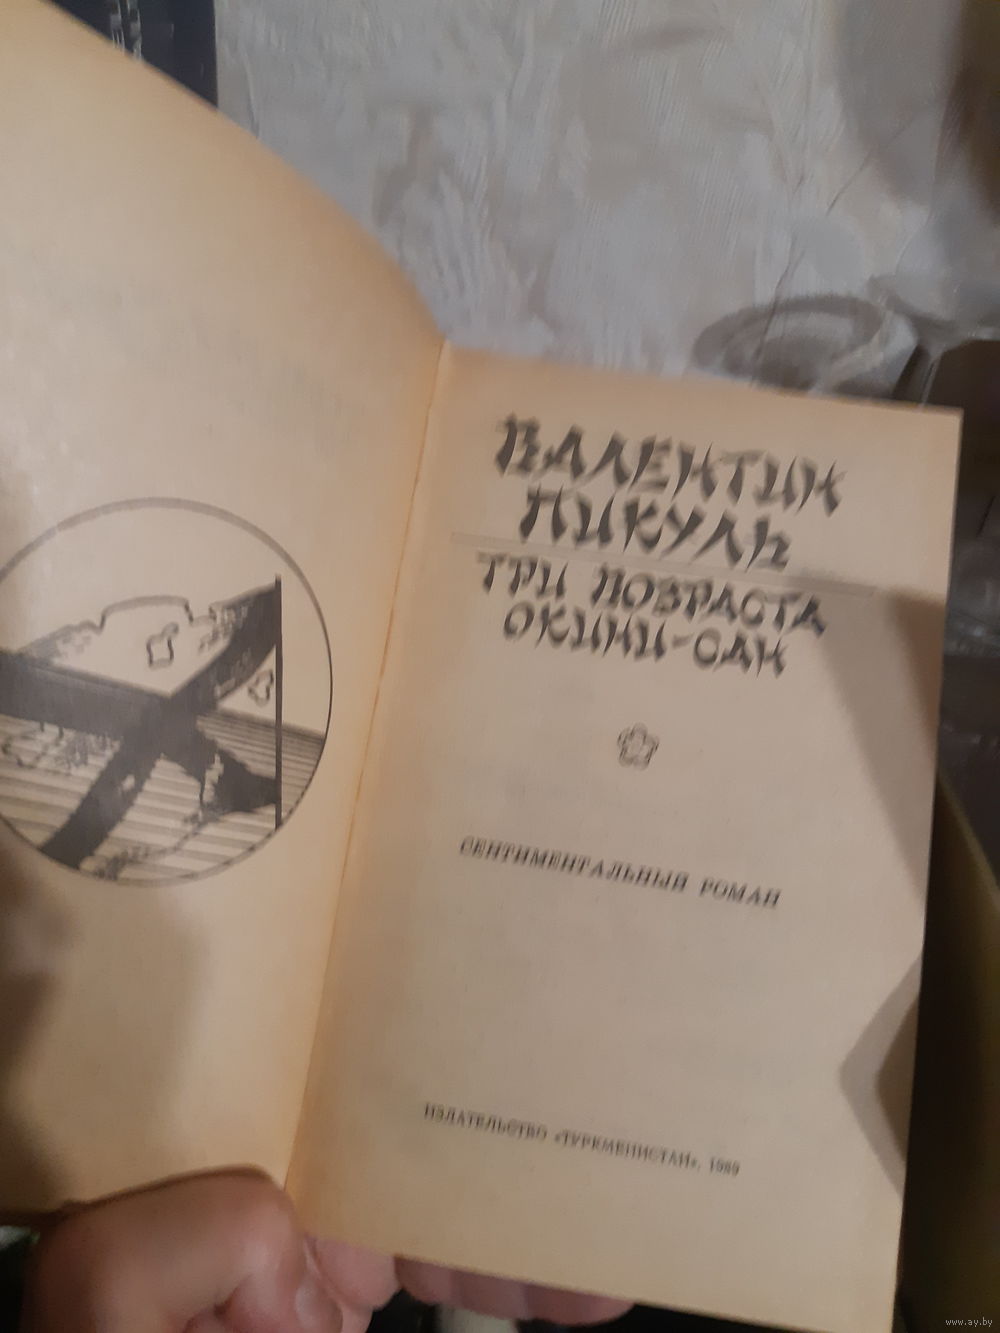 ВАЛЕНТИН
ПИКУЛЬ
ТРИ ВОЗРАСТА
ОКИНИ-САН
СЕНТИМЕНТАЛЬНЫЙ РОМАН
ИЗДАТЕЛЬСТВО «ТУРКМЕНИСТАН», 1989
www.ay.by